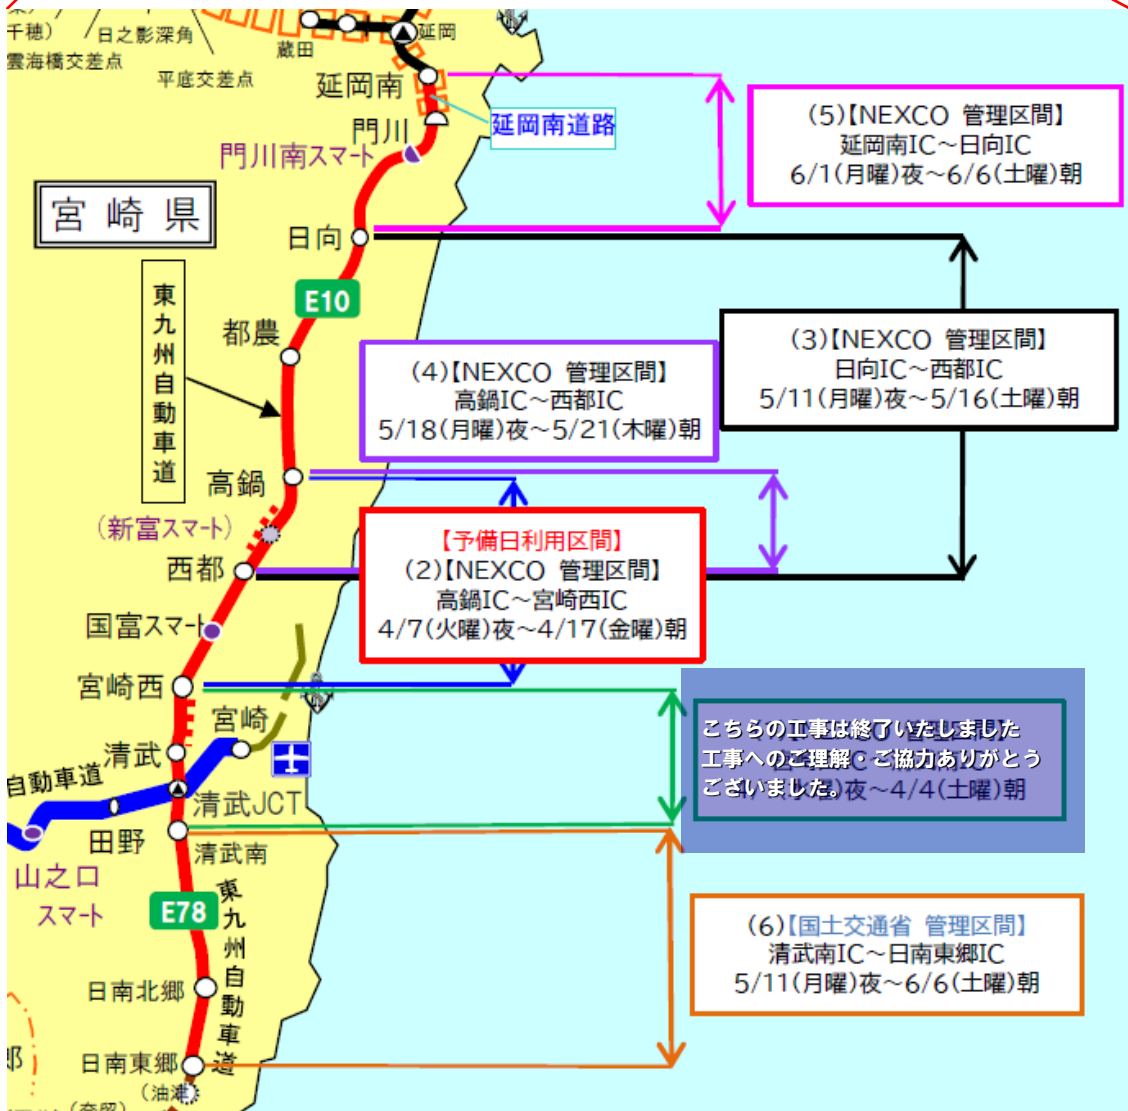 千穂)
日之影深角
雲海橋交差点
平底交差点
蔵田
延岡
延岡南
延岡南道路
門川
門川南スマート
(5)【NEXCO 管理区間】
延岡南IC～日向IC
6/1(月曜)夜～6/6(土曜)朝
宮崎県
日向
E10
東九州自動車道
都農
(3)【NEXCO 管理区間】
日向IC～西都IC
5/11(月曜)夜～5/16(土曜)朝
(4)【NEXCO 管理区間】
高鍋IC～西都IC
5/18(月曜)夜～5/21(木曜)朝
高鍋
(新富スマート)
西都
【予備日利用区間】
(2)【NEXCO 管理区間】
高鍋IC～宮崎西IC
4/7(火曜)夜～4/17(金曜)朝
国富スマート
宮崎西
宮崎
清武
自動車道
清武JCT
田野
清武南
山之口
スマート
こちらの工事は終了いたしました
工事へのご理解・ご協力ありがとう
ございました。
夜～4/4(土曜)朝
E78
東九州自動車道
(6)【国土交通省 管理区間】
清武南IC～日南東郷IC
5/11(月曜)夜～6/6(土曜)朝
日南北郷
日南東郷
(油津)